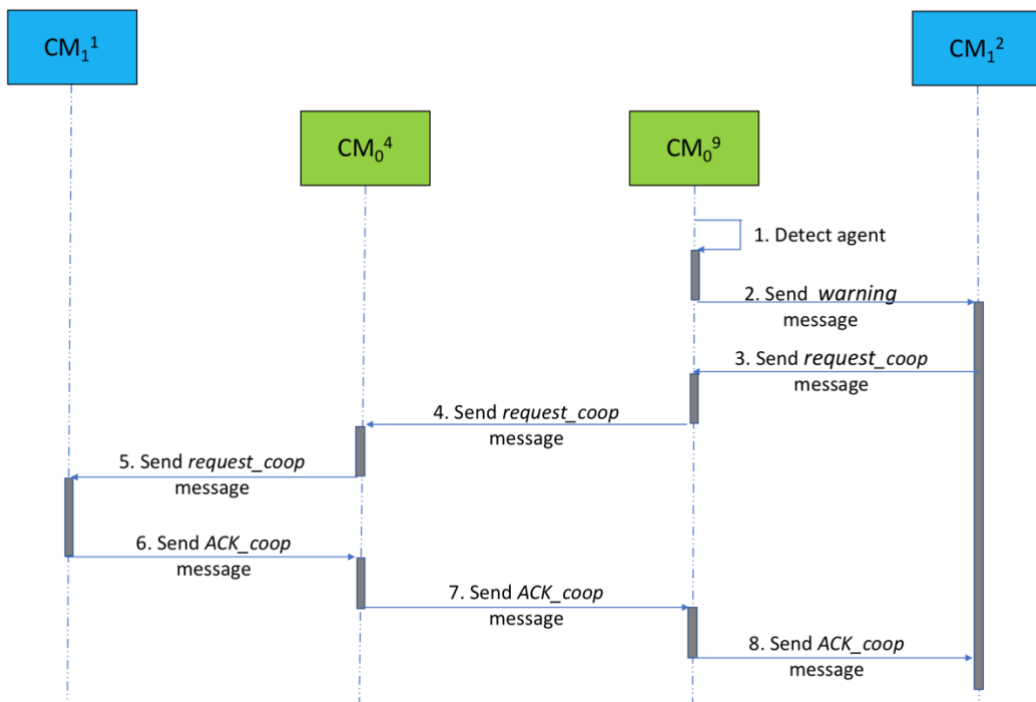 CM₁¹
CM₁²
CM₀⁴
CM₀⁹
1. Detect agent
2. Send warning
message
3. Send request_coop
message
4. Send request_coop
message
5. Send request_coop
message
6. Send ACK_coop
message
7. Send ACK_coop
message
8. Send ACK_coop
message